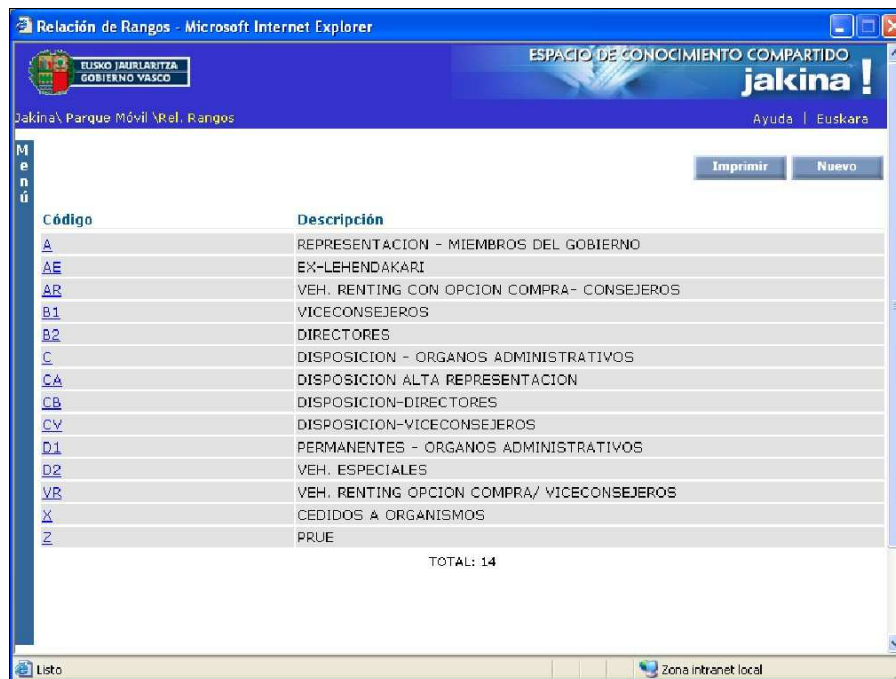 Relación de Rangos - Microsoft Internet Explorer
EUSKO JAURLARITZA
GOBIERNO VASCO
ESPACIO DE CONOCIMIENTO COMPARTIDO
jakina!
Jakina\ Parque Móvil \Rel. Rangos
Ayuda | Euskara
Menú
Imprimir Nuevo
Código Descripción
A REPRESENTACION - MIEMBROS DEL GOBIERNO
AE EX-LEHENDAKARI
AR VEH. RENTING CON OPCION COMPRA- CONSEJEROS
B1 VICECONSEJEROS
B2 DIRECTORES
C DISPOSICION - ORGANOS ADMINISTRATIVOS
CA DISPOSICION ALTA REPRESENTACION
CB DISPOSICION-DIRECTORES
CV DISPOSICION-VICECONSEJEROS
D1 PERMANENTES - ORGANOS ADMINISTRATIVOS
D2 VEH. ESPECIALES
VR VEH. RENTING OPCION COMPRA/ VICECONSEJEROS
X CEDIDOS A ORGANISMOS
Z PRUE
TOTAL: 14
Listo
Zona intranet local